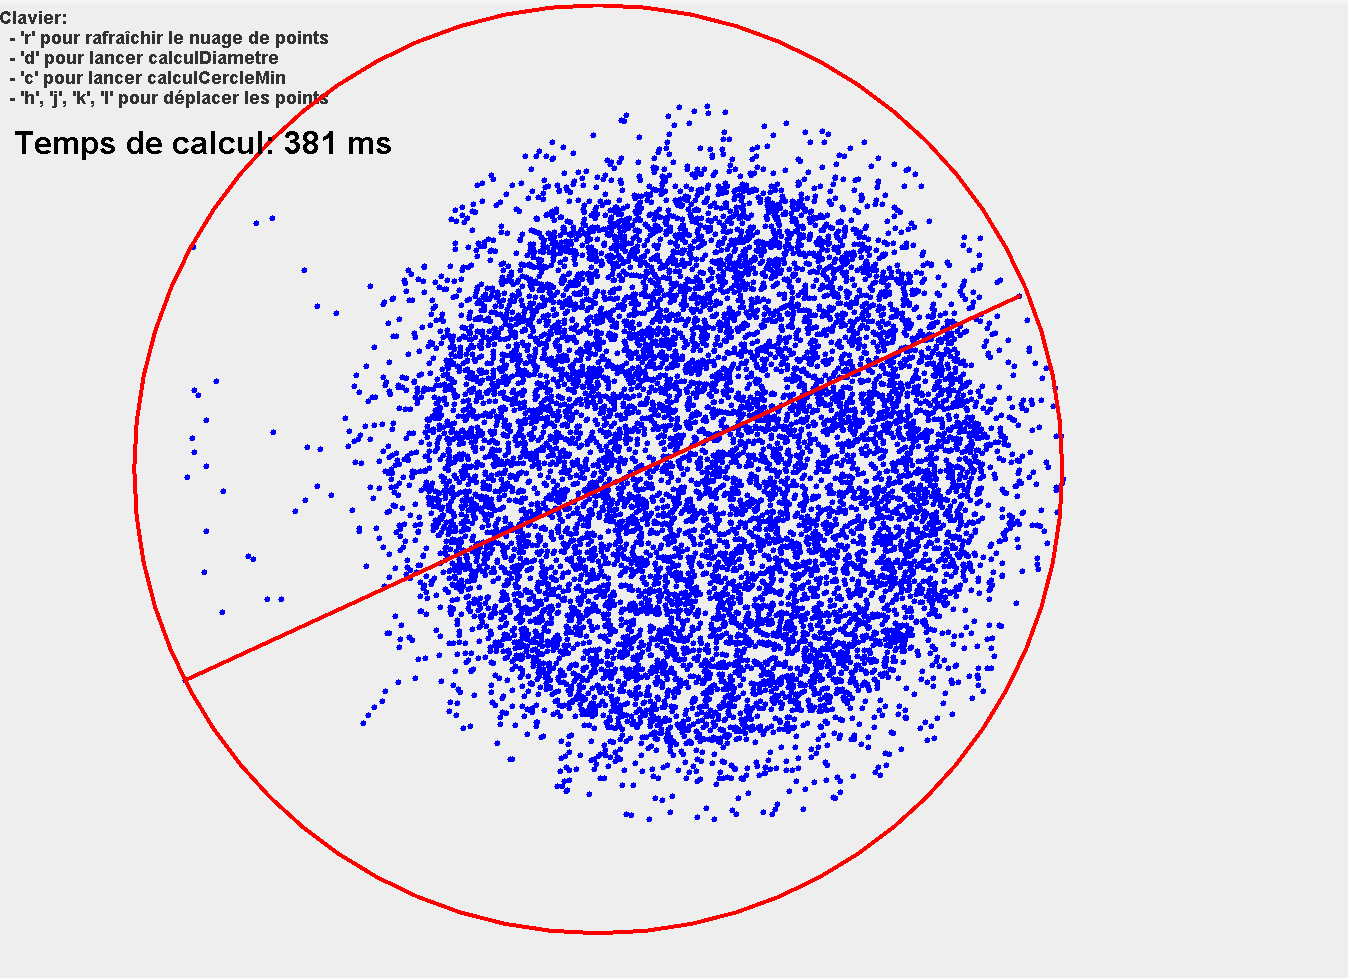 Clavier:
- 'r' pour rafraîchir le nuage de points
- 'd' pour lancer calculDiametre
- 'c' pour lancer calculCercleMin
- 'h', 'j', 'k', 'l' pour déplacer les points
Temps de calcul: 381 ms